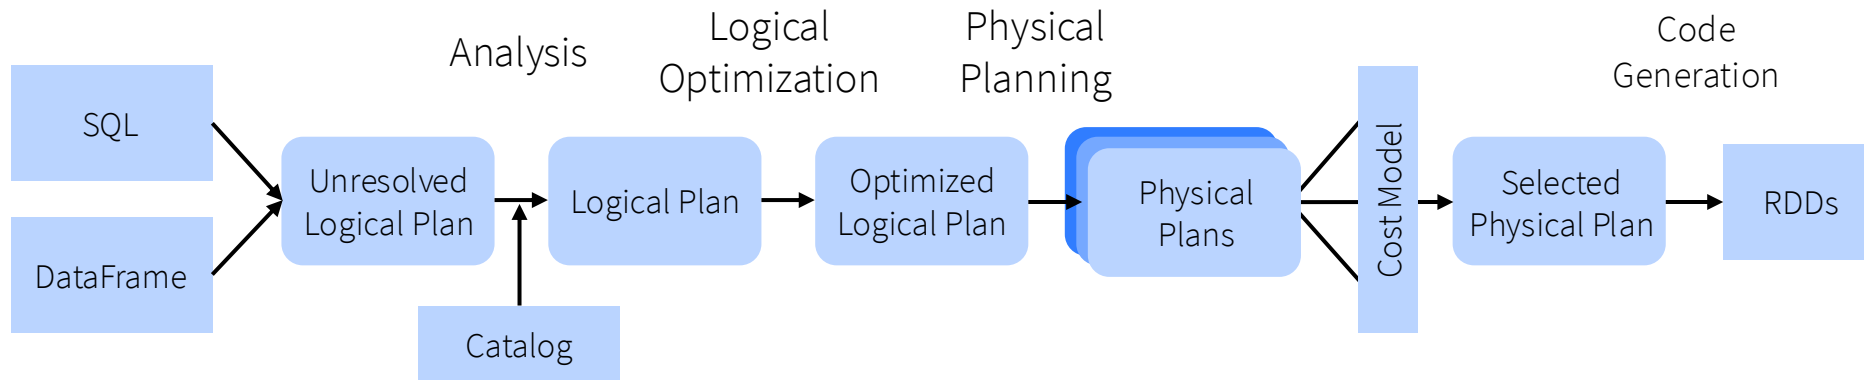 Analysis
Logical
Optimization
Physical
Planning
Code
Generation
SQL
DataFrame
Unresolved
Logical Plan
Catalog
Logical Plan
Optimized
Logical Plan
Physical
Plans
Cost Model
Selected
Physical Plan
RDDs